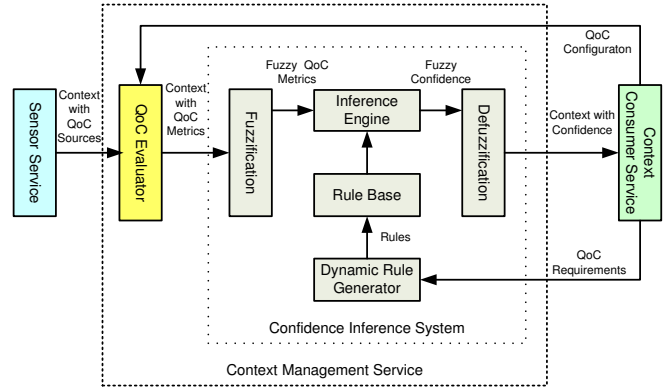 QoC
Configuraton
Fuzzy QoC
Metrics
Fuzzy
Confidence
Context
with
QoC
Sources
Context
with
QoC
Metrics
Sensor Service
QoC Evaluator
Fuzzification
Inference
Engine
Defuzzification
Context with
Confidence
Context
Consumer Service
Rule Base
Rules
Dynamic Rule
Generator
QoC
Requirements
Confidence Inference System
Context Management Service